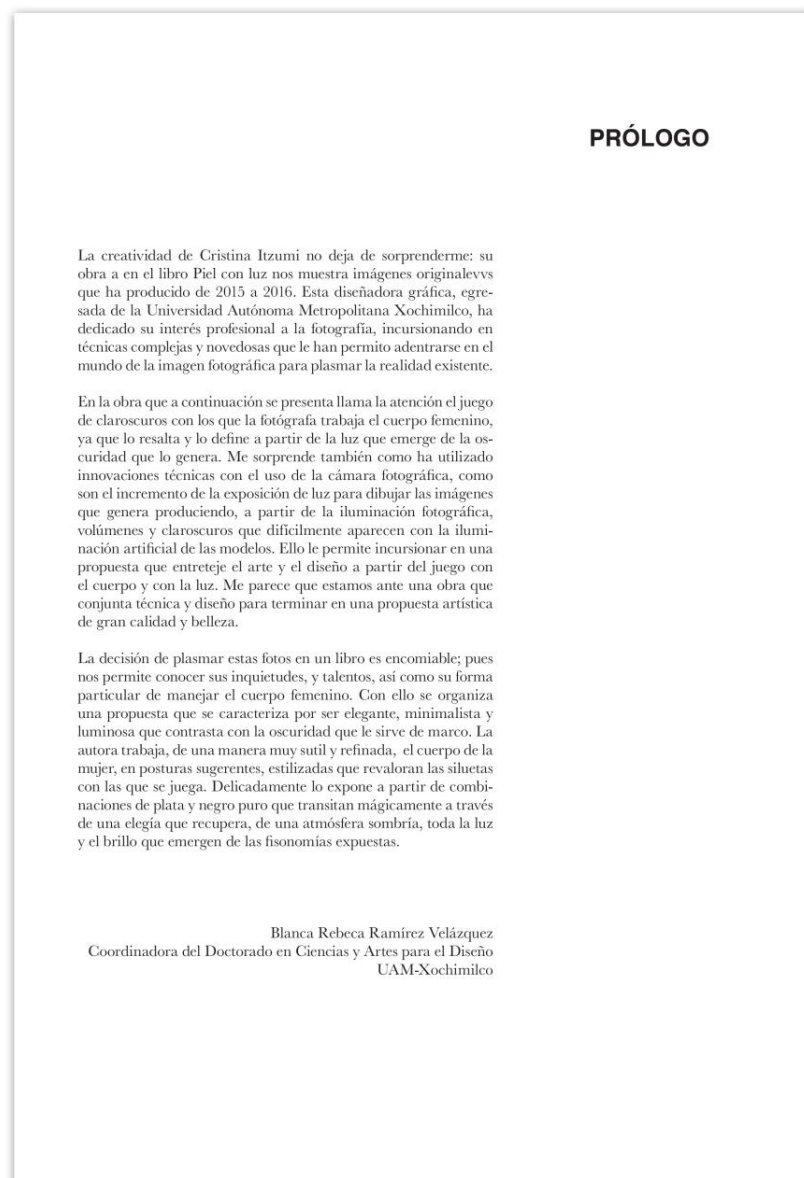 PRÓLOGO
La creatividad de Cristina Itzumi no deja de sorprenderme: su
obra a en el libro Piel con luz nos muestra imágenes originalevvs
que ha producido de 2015 a 2016. Esta diseñadora gráfica, egre-
sada de la Universidad Autónoma Metropolitana Xochimilco, ha
dedicado su interés profesional a la fotografía, incursionando en
técnicas complejas y novedosas que le han permito adentrarse en el
mundo de la imagen fotográfica para plasmar la realidad existente.
En la obra que a continuación se presenta llama la atención el juego
de claroscuros con los que la fotógrafa trabaja el cuerpo femenino,
ya que lo resalta y lo define a partir de la luz que emerge de la os-
curidad que lo genera. Me sorprende también como ha utilizado
innovaciones técnicas con el uso de la cámara fotográfica, como
son el incremento de la exposición de luz para dibujar las imágenes
que genera produciendo, a partir de la iluminación fotográfica,
volúmenes y claroscuros que difícilmente aparecen con la ilumi-
nación artificial de las modelos. Ello le permite incursionar en una
propuesta que entreteje el arte y el diseño a partir del juego con
el cuerpo y con la luz. Me parece que estamos ante una obra que
conjunta técnica y diseño para terminar en una propuesta artística
de gran calidad y belleza.
La decisión de plasmar estas fotos en un libro es encomiable; pues
nos permite conocer sus inquietudes, y talentos, así como su forma
particular de manejar el cuerpo femenino. Con ello se organiza
una propuesta que se caracteriza por ser elegante, minimalista y
luminosa que contrasta con la oscuridad que le sirve de marco. La
autora trabaja, de una manera muy sutil y refinada, el cuerpo de la
mujer, en posturas sugerentes, estilizadas que revaloran las siluetas
con las que se juega. Delicadamente lo expone a partir de combi-
naciones de plata y negro puro que transitan mágicamente a través
de una elegía que recupera, de una atmósfera sombría, toda la luz
y el brillo que emergen de las fisonomías expuestas.
Blanca Rebeca Ramírez Velázquez
Coordinadora del Doctorado en Ciencias y Artes para el Diseño
UAM-Xochimilco